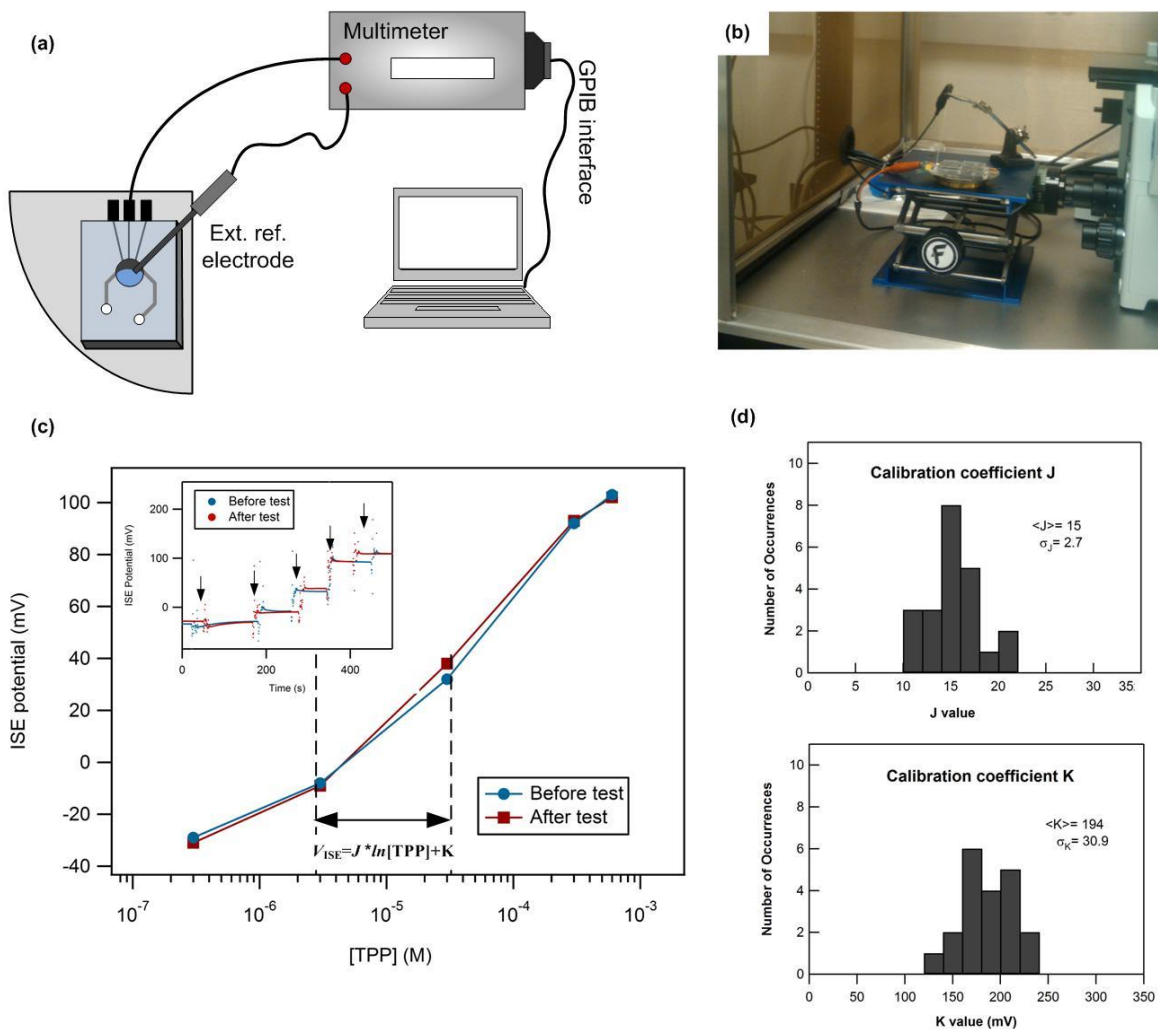 (a)
Multimeter
GPIB interface
Ext. ref.
electrode
(b)
F
(c)
ISE potential (mV)
100
80
60
40
20
0
-20
-40
10-7
10-6
10-5
10-4
10-3
[TPP] (M)
ISE Potential (mV)
200
100
0
0
200
400
Time (s)
Before test
After test
Before test
After test
VISE=J*ln[TPP]+K
(d)
Calibration coefficient J
<J>= 15
σJ= 2.7
Number of Occurrences
10
8
6
4
2
0
0
5
10
15
20
25
30
35
J value
Calibration coefficient K
<K>= 194
σK= 30.9
Number of Occurrences
10
8
6
4
2
0
0
50
100
150
200
250
300
350
K value (mV)